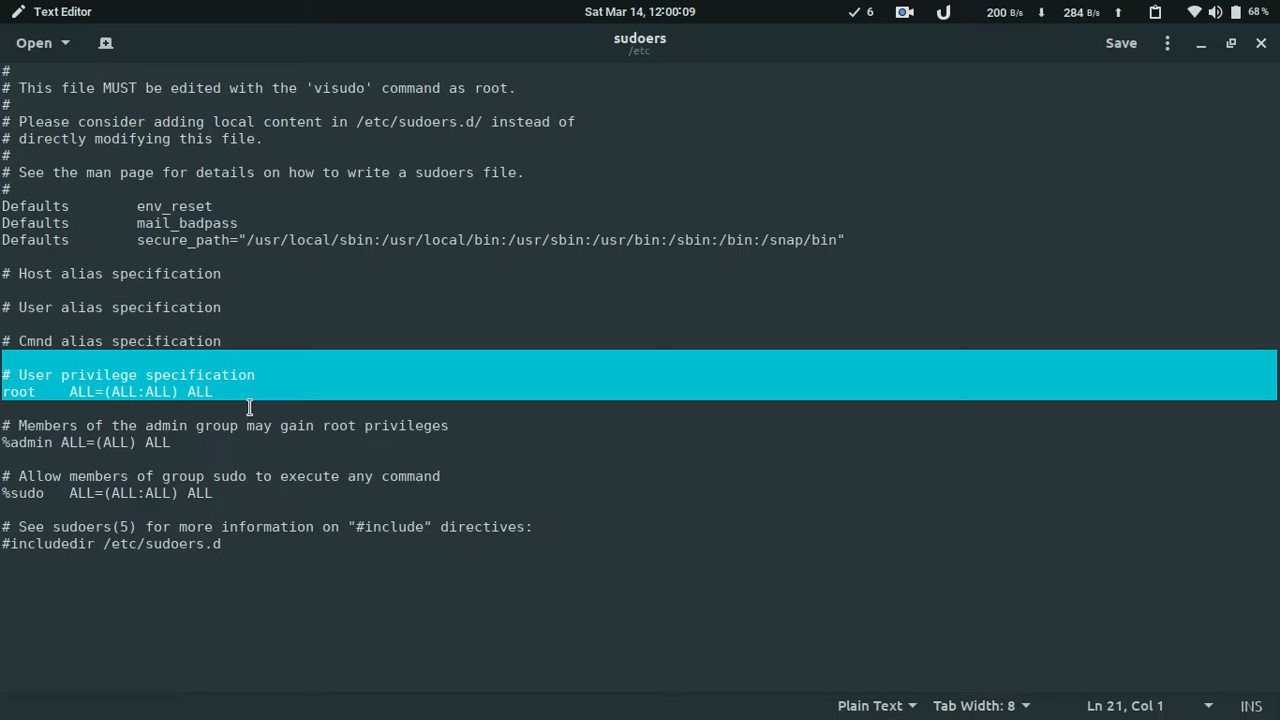 Text Editor
Sat Mar 14, 12:00:09
6
200 B/s
284 B/s
68 %
Open
sudoers
/etc
Save
#
# This file MUST be edited with the 'visudo' command as root.
#
# Please consider adding local content in /etc/sudoers.d/ instead of
# directly modifying this file.
#
# See the man page for details on how to write a sudoers file.
#
Defaults        env_reset
Defaults        mail_badpass
Defaults        secure_path="/usr/local/sbin:/usr/local/bin:/usr/sbin:/usr/bin:/sbin:/bin:/snap/bin"
# Host alias specification
# User alias specification
# Cmnd alias specification
# User privilege specification
root    ALL=(ALL:ALL) ALL
# Members of the admin group may gain root privileges
%admin ALL=(ALL) ALL
# Allow members of group sudo to execute any command
%sudo   ALL=(ALL:ALL) ALL
# See sudoers(5) for more information on "#include" directives:
#includedir /etc/sudoers.d
Plain Text
Tab Width: 8
Ln 21, Col 1
INS